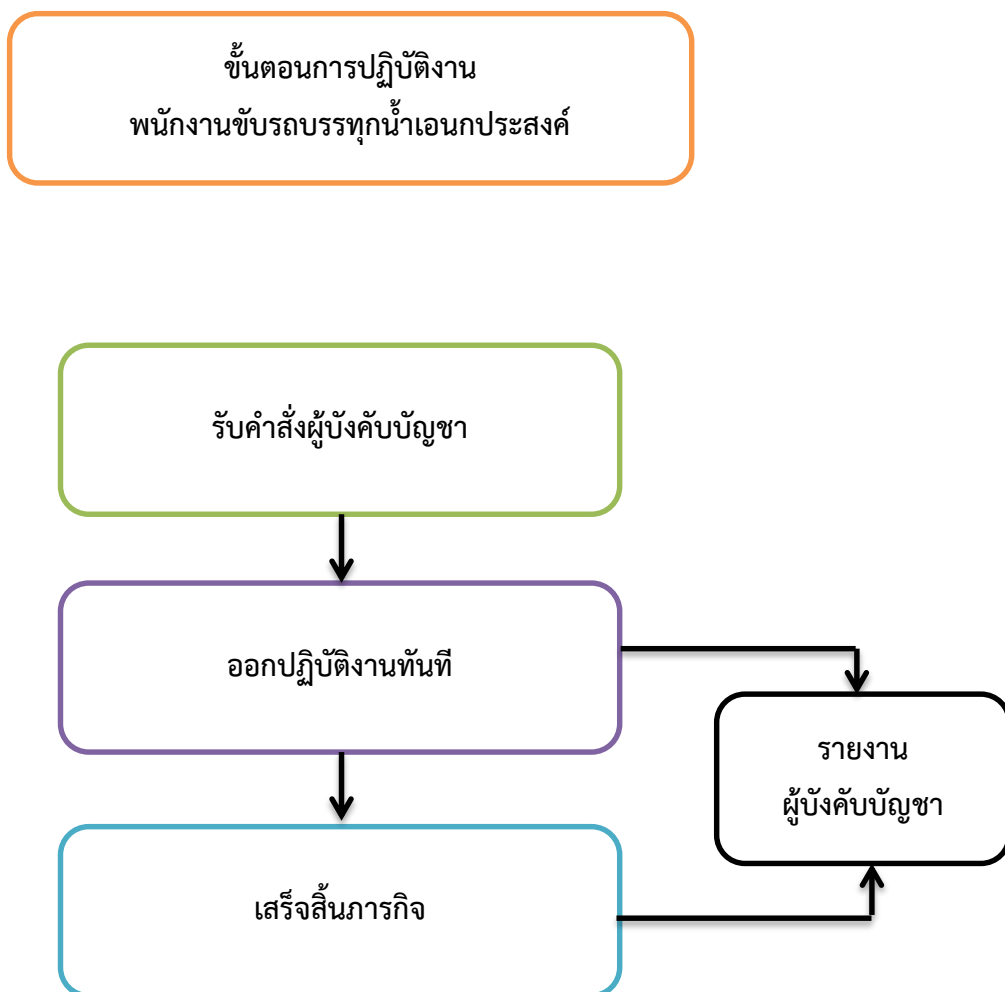 ขั้นตอนการปฏิบัติงาน
พนักงานขับรถบรรทุกน้ำเอนกประสงค์
รับคำสั่งผู้บังคับบัญชา
ออกปฏิบัติงานทันที
รายงาน
ผู้บังคับบัญชา
เสร็จสิ้นภารกิจ